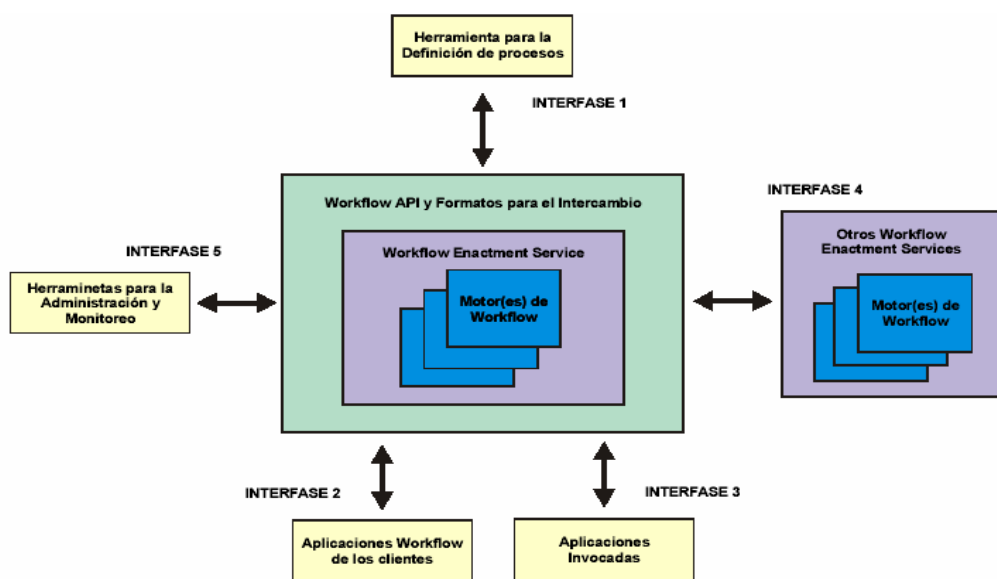 Herramienta para la
Definición de procesos
INTERFASE 1
Workflow API y Formatos para el Intercambio
INTERFASE 4
Workflow Enactment Service
Otros Workflow
Enactment Services
INTERFASE 5
Motor(es) de
Workflow
Motor(es) de
Workflow
Herraminetas para la
Administración y
Monitoreo
INTERFASE 2
INTERFASE 3
Aplicaciones Workflow
de los clientes
Aplicaciones
Invocadas